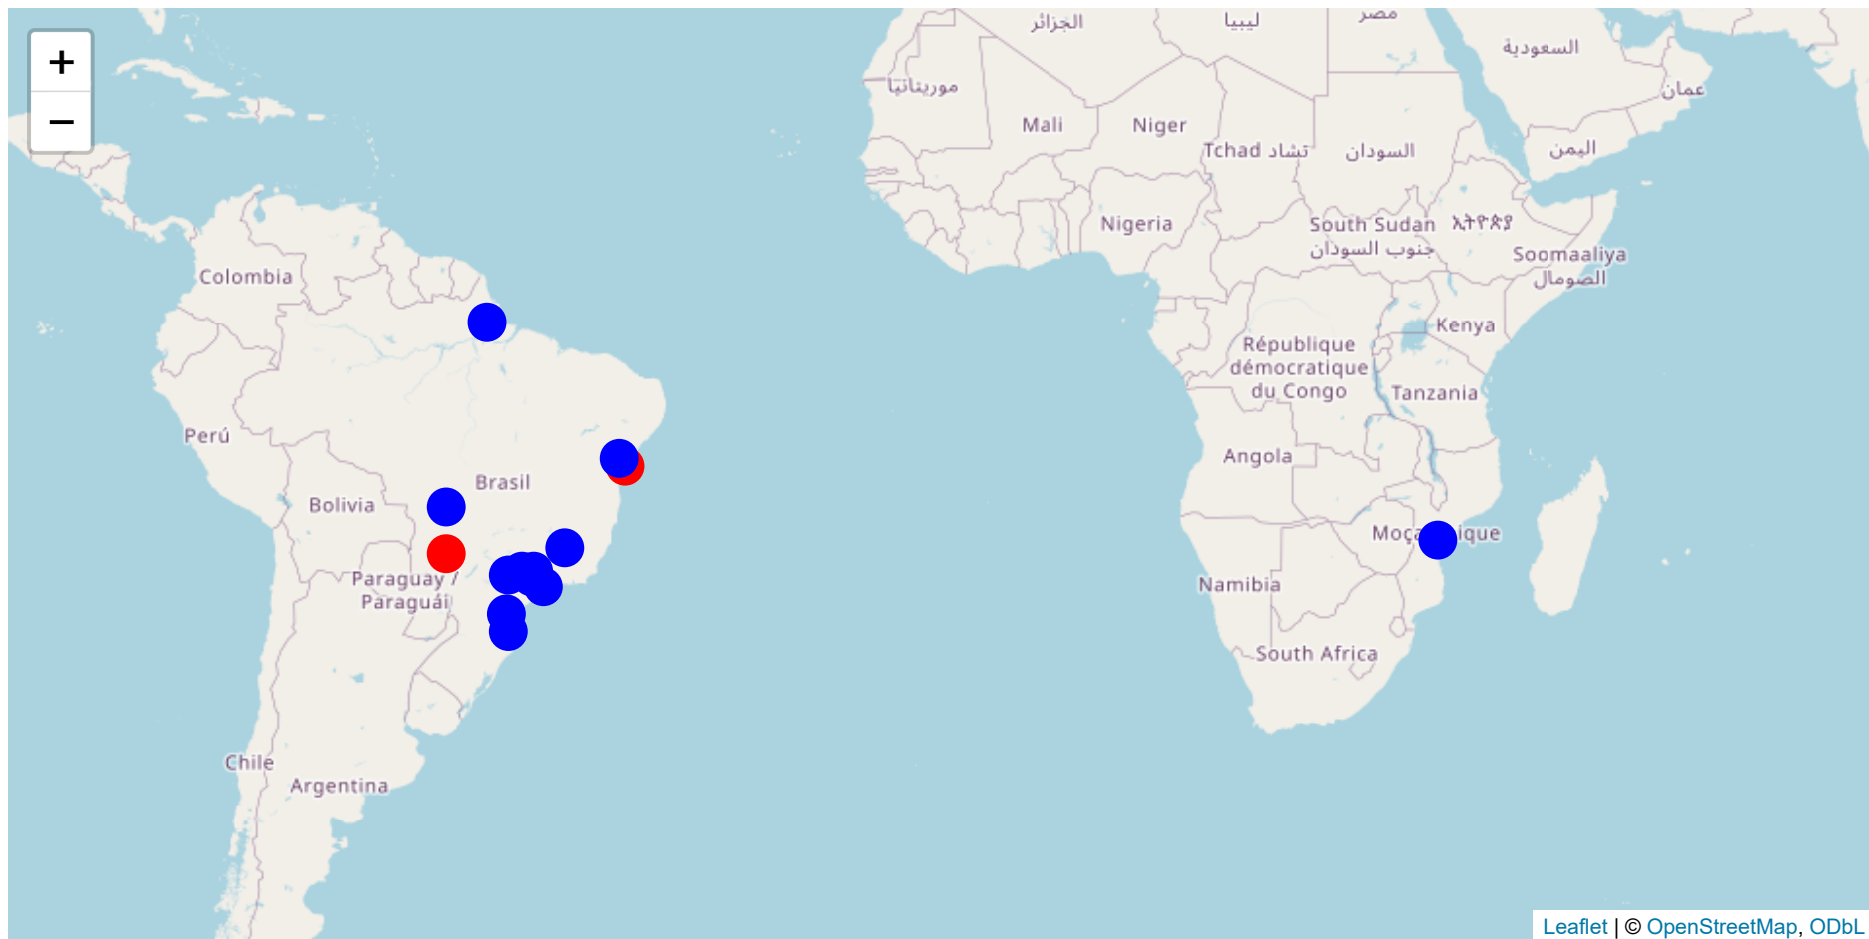 +
−
الجزائر
ليبيا
مصر
السعودية
موريتانيا
عمان
Mali
Niger
Tchad تشاد
السودان
اليمن
Nigeria
South Sudan
جنوب السودان
ኢትዮጵያ
Soomaaliya
الصومال
Colombia
Kenya
République
démocratique
du Congo
Tanzania
Perú
Angola
Brasil
Bolivia
Paraguay /
Paraguái
Namibia
South Africa
Chile
Argentina
Leaflet | © OpenStreetMap, ODbL